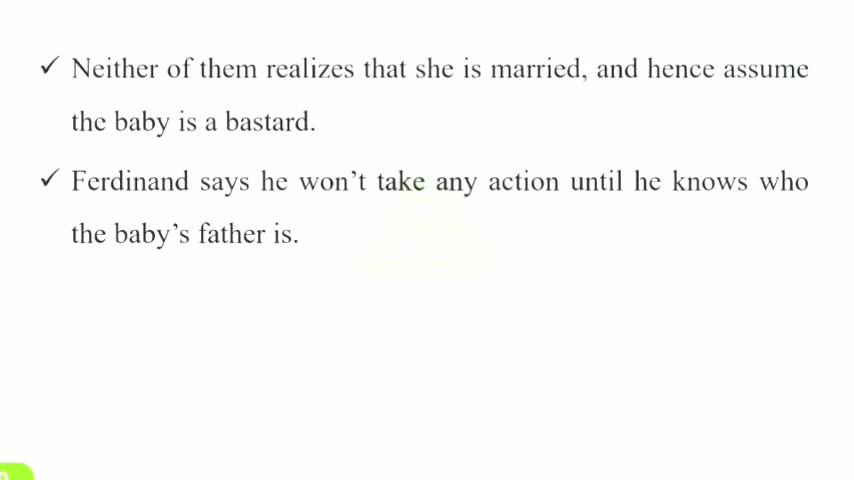 ✓ Neither of them realizes that she is married, and hence assume
the baby is a bastard.
✓ Ferdinand says he won’t take any action until he knows who
the baby’s father is.